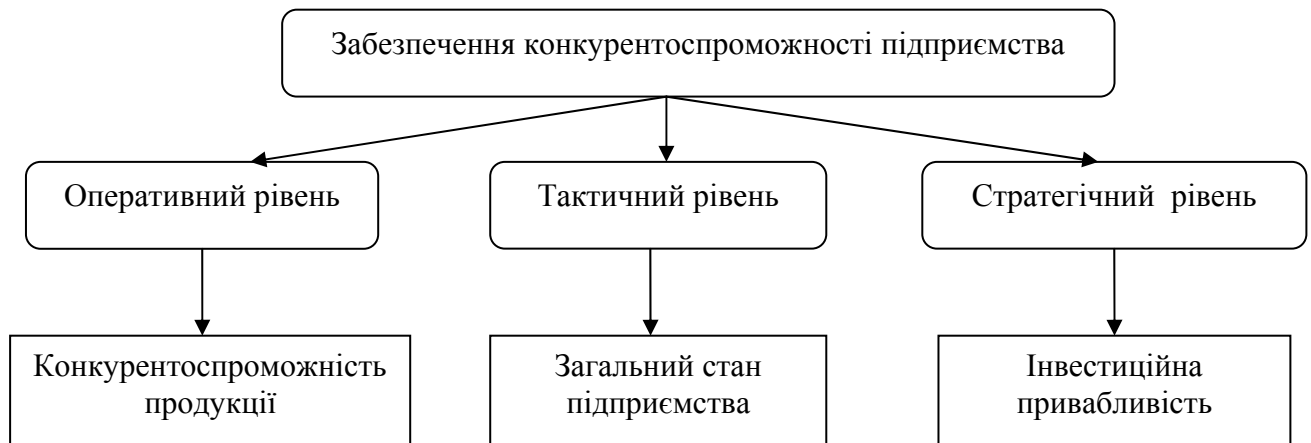 Забезпечення конкурентоспроможності підприємства
Оперативний рівень
Тактичний рівень
Стратегічний рівень
Конкурентоспроможність
продукції
Загальний стан
підприємства
Інвестиційна
привабливість